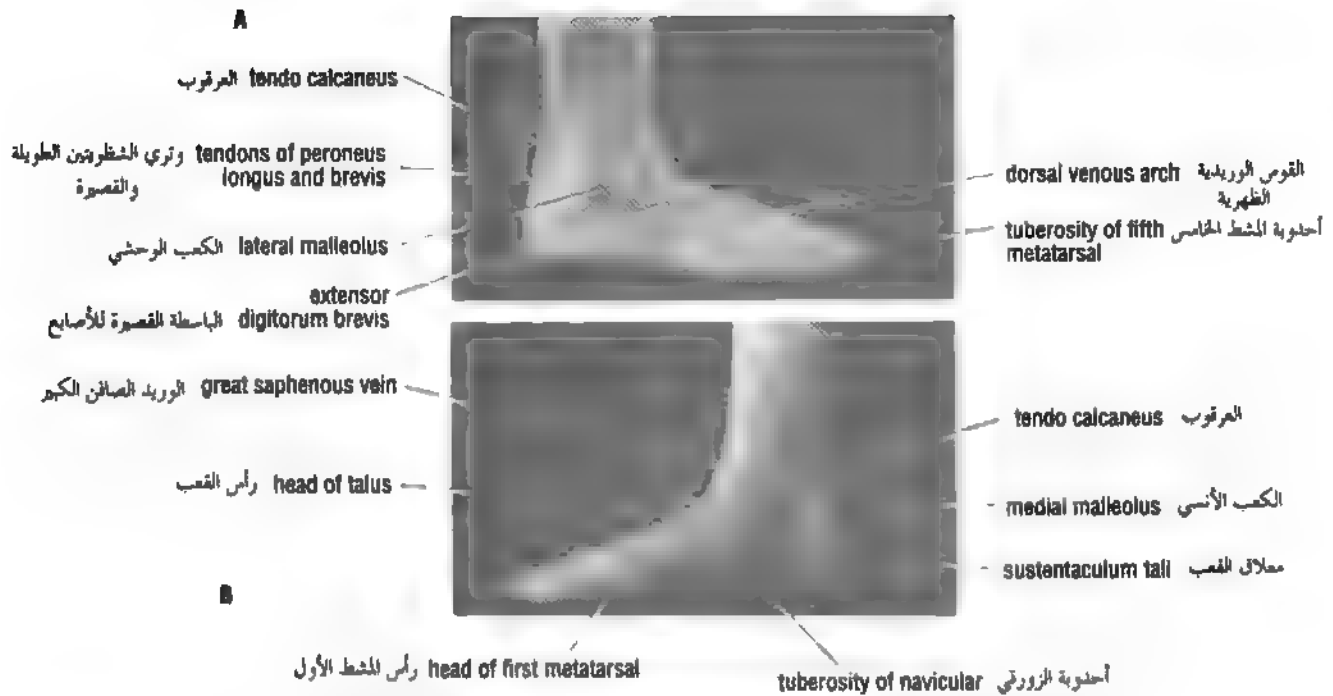 A
العرقوب tendo calcaneus
وتري الشظويتين الطويلة tendons of peroneus
والقصيرة longus and brevis
الكعب الوحشي lateral malleolus
extensor
الباسطة القصيرة للأصابع digitorum brevis
dorsal venous arch القوس الوريدية
الظهرية
tuberosity of fifth أحدوبة المشط الخامس
metatarsal
الوريد الصافن الكبير great saphenous vein
رأس القعب head of talus
B
tendo calcaneus العرقوب
medial malleolus الكعب الأنسي
sustentaculum tali معلاق القعب
رأس المشط الأول head of first metatarsal
tuberosity of navicular أحدوبة الزورقي